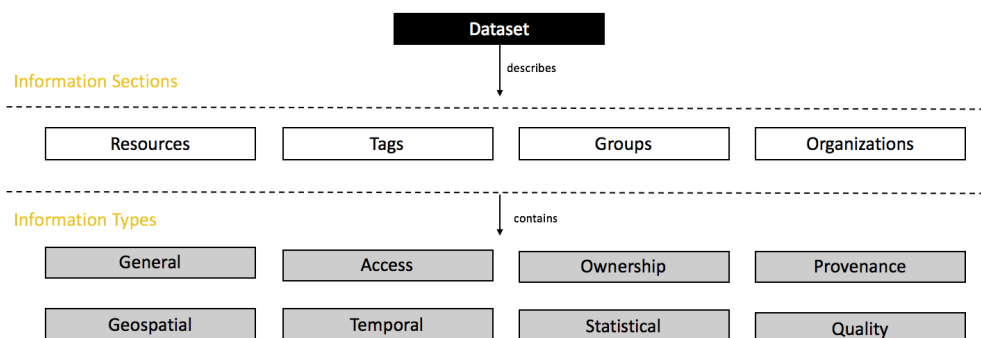 Dataset
describes
Information Sections
Resources Tags Groups Organizations
Information Types
contains
General Access Ownership Provenance
Geospatial Temporal Statistical Quality